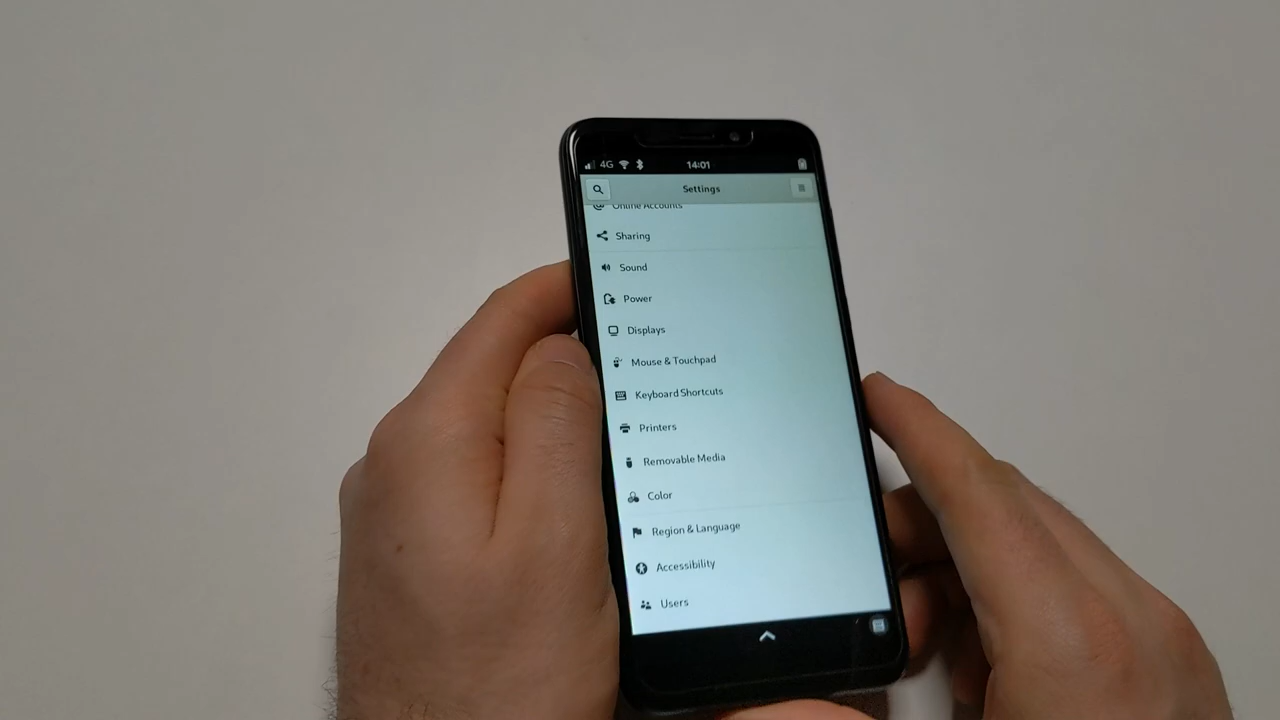 4G 14:01
Settings
Online Accounts
Sharing
Sound
Power
Displays
Mouse & Touchpad
Keyboard Shortcuts
Printers
Removable Media
Color
Region & Language
Accessibility
Users